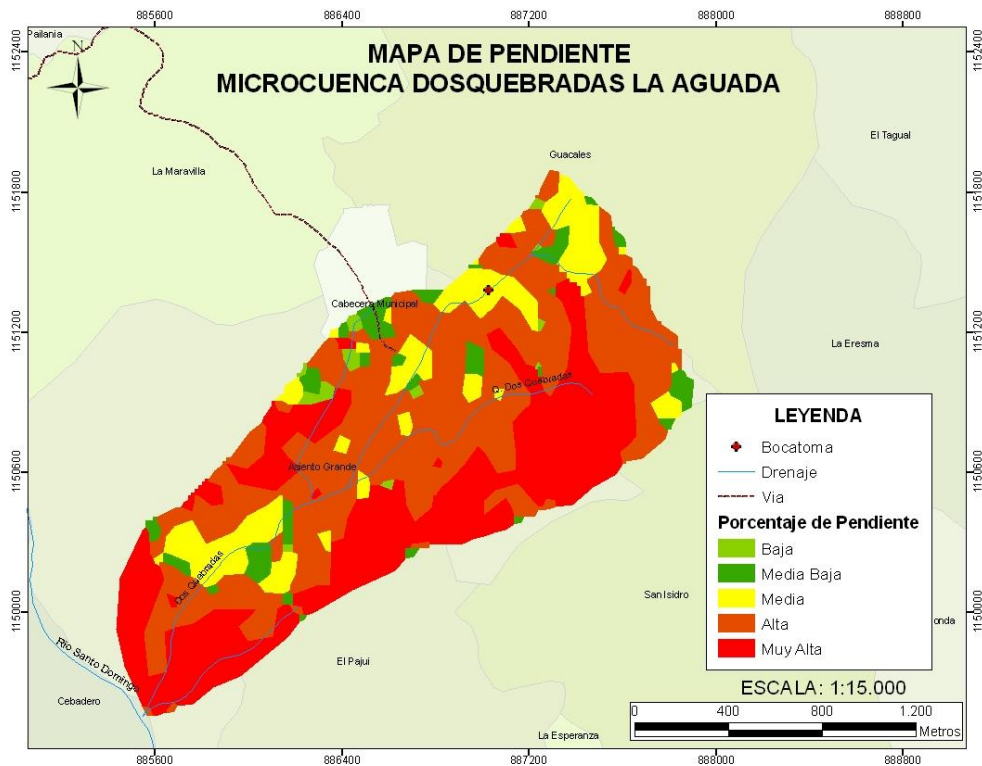 885600 886400 887200 888000 888800
1152400
1151800
1151200
1150600
1150000
1152400
1151800
1151200
1150600
1150000
Pailania
N
MAPA DE PENDIENTE
MICROCUENCA DOSQUEBRADAS LA AGUADA
El Tagual
Guacales
La Maravilla
Cabecera Municipal
La Eresma
Q. Dos Quebradas
Asiento Grande
Dos Quebradas
San Isidro
onda
Río Santo Domingo
El Pajuí
Cebadero
La Esperanza
LEYENDA
Bocatoma
Drenaje
Via
Porcentaje de Pendiente
Baja
Media Baja
Media
Alta
Muy Alta
ESCALA: 1:15.000
0 400 800 1.200
Metros
885600 886400 887200 888000 888800